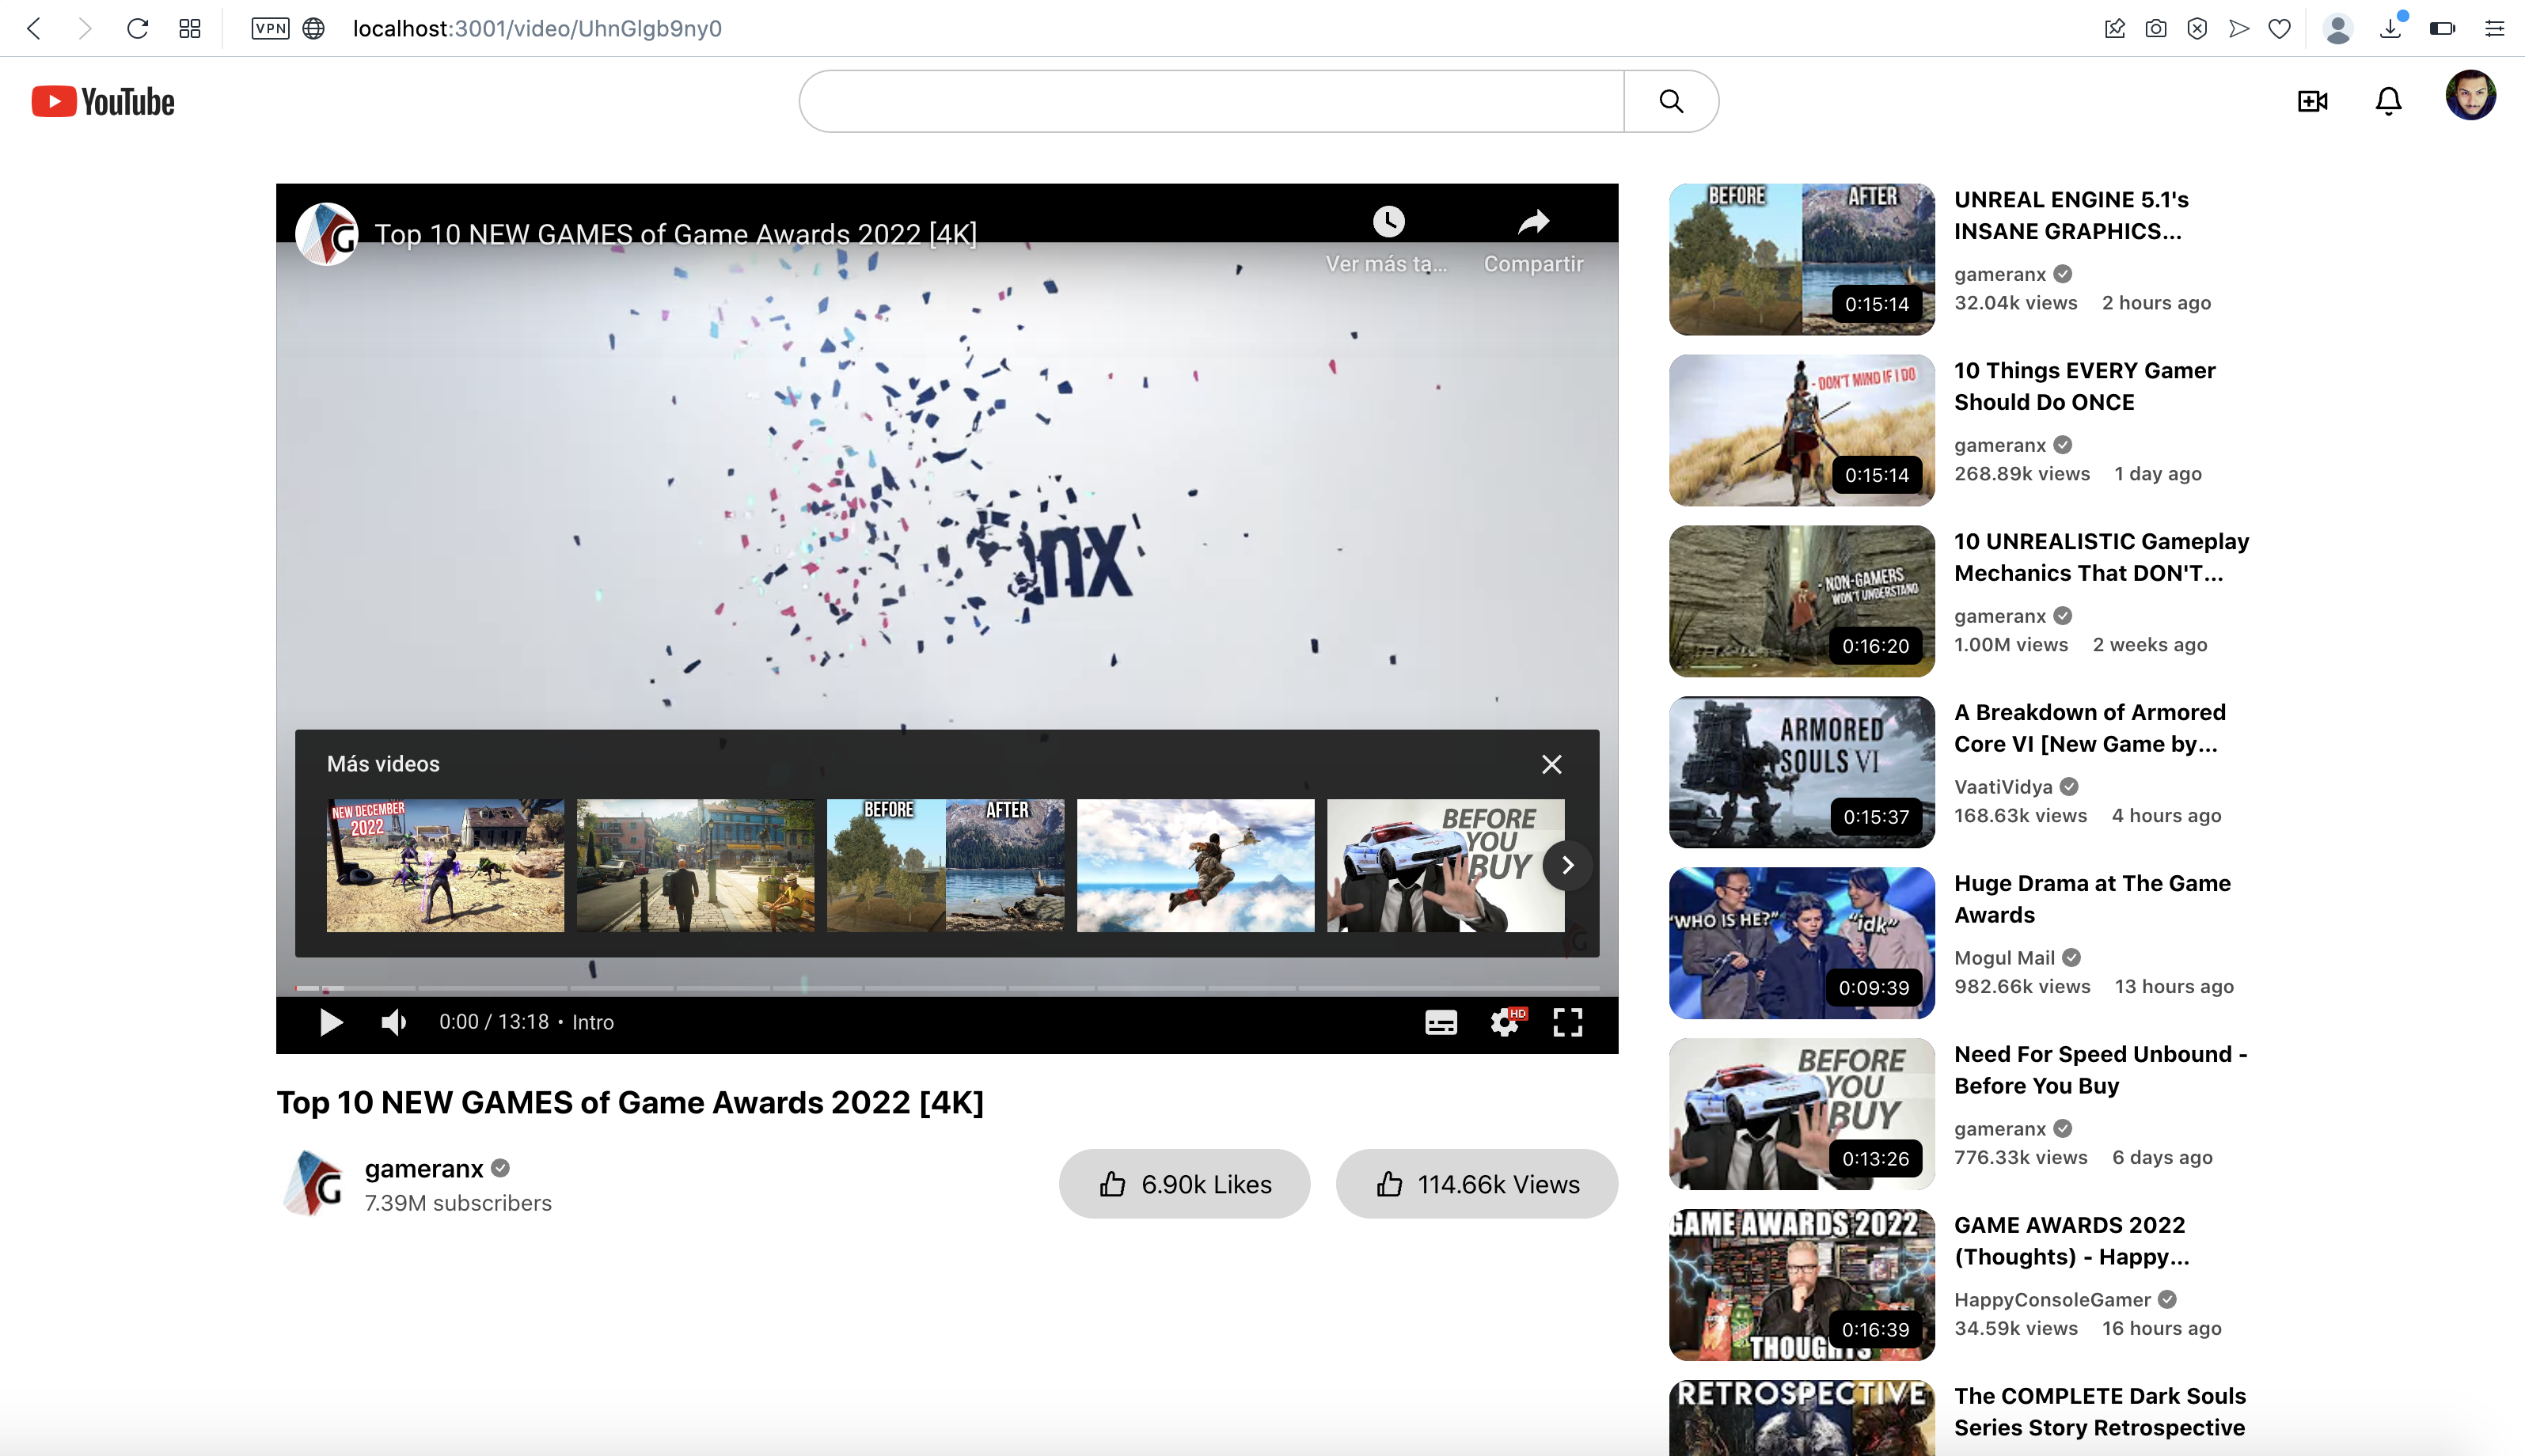 VPN
localhost:3001/video/UhnGlgb9ny0
YouTube
G
Top 10 NEW GAMES of Game Awards 2022 [4K]
Ver más ta...
Compartir
nx
Más videos
NEW DECEMBER
2022
BEFORE
AFTER
BEFORE
YOU
BUY
0:00 / 13:18 • Intro
HD
Top 10 NEW GAMES of Game Awards 2022 [4K]
G
gameranx
7.39M subscribers
6.90k Likes
114.66k Views
BEFORE
AFTER
0:15:14
UNREAL ENGINE 5.1's
INSANE GRAPHICS...
gameranx
32.04k views 2 hours ago
- DON'T MIND IF I DO
0:15:14
10 Things EVERY Gamer
Should Do ONCE
gameranx
268.89k views 1 day ago
- NON-GAMERS
WON'T UNDERSTAND
0:16:20
10 UNREALISTIC Gameplay
Mechanics That DON'T...
gameranx
1.00M views 2 weeks ago
ARMORED
SOULS VI
0:15:37
A Breakdown of Armored
Core VI [New Game by...
VaatiVidya
168.63k views 4 hours ago
"WHO IS HE?"
"idk"
0:09:39
Huge Drama at The Game
Awards
Mogul Mail
982.66k views 13 hours ago
BEFORE
YOU
BUY
0:13:26
Need For Speed Unbound -
Before You Buy
gameranx
776.33k views 6 days ago
GAME AWARDS 2022
THOUGHTS
0:16:39
GAME AWARDS 2022
(Thoughts) - Happy...
HappyConsoleGamer
34.59k views 16 hours ago
RETROSPECTIVE
The COMPLETE Dark Souls
Series Story Retrospective